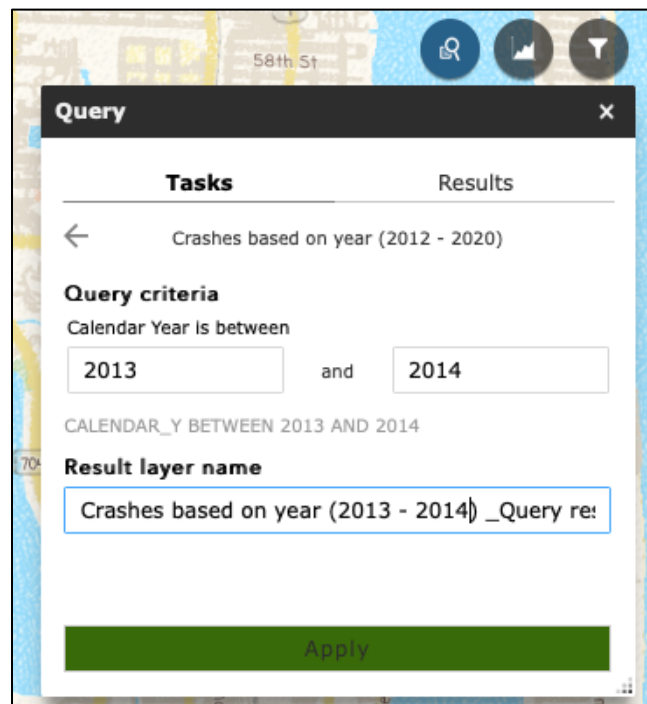 58th St
Query ×
Tasks Results
← Crashes based on year (2012 - 2020)
Query criteria
Calendar Year is between
2013 and 2014
CALENDAR_Y BETWEEN 2013 AND 2014
704
Result layer name
Crashes based on year (2013 - 2014) _Query res
Apply